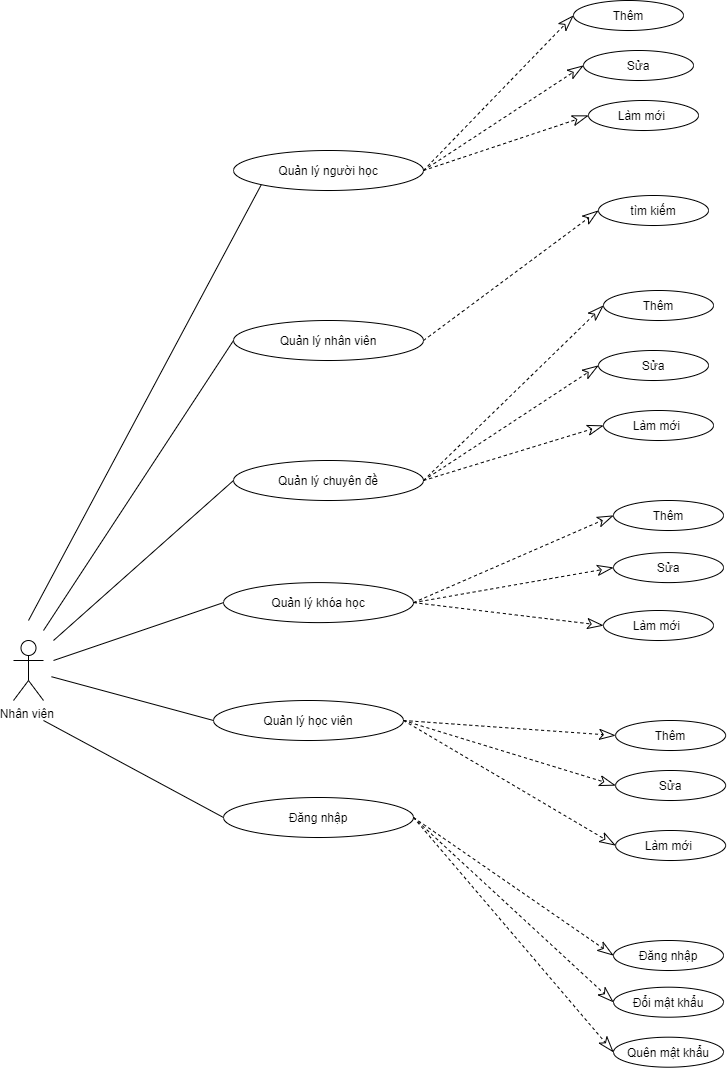 Thêm
Sửa
Làm mới
Quản lý người học
tìm kiếm
Thêm
Quản lý nhân viên
Sửa
Làm mới
Quản lý chuyên đề
Thêm
Sửa
Quản lý khóa học
Làm mới
Nhân viên
Quản lý học viên
Thêm
Sửa
Đăng nhập
Làm mới
Đăng nhập
Đổi mật khẩu
Quên mật khẩu